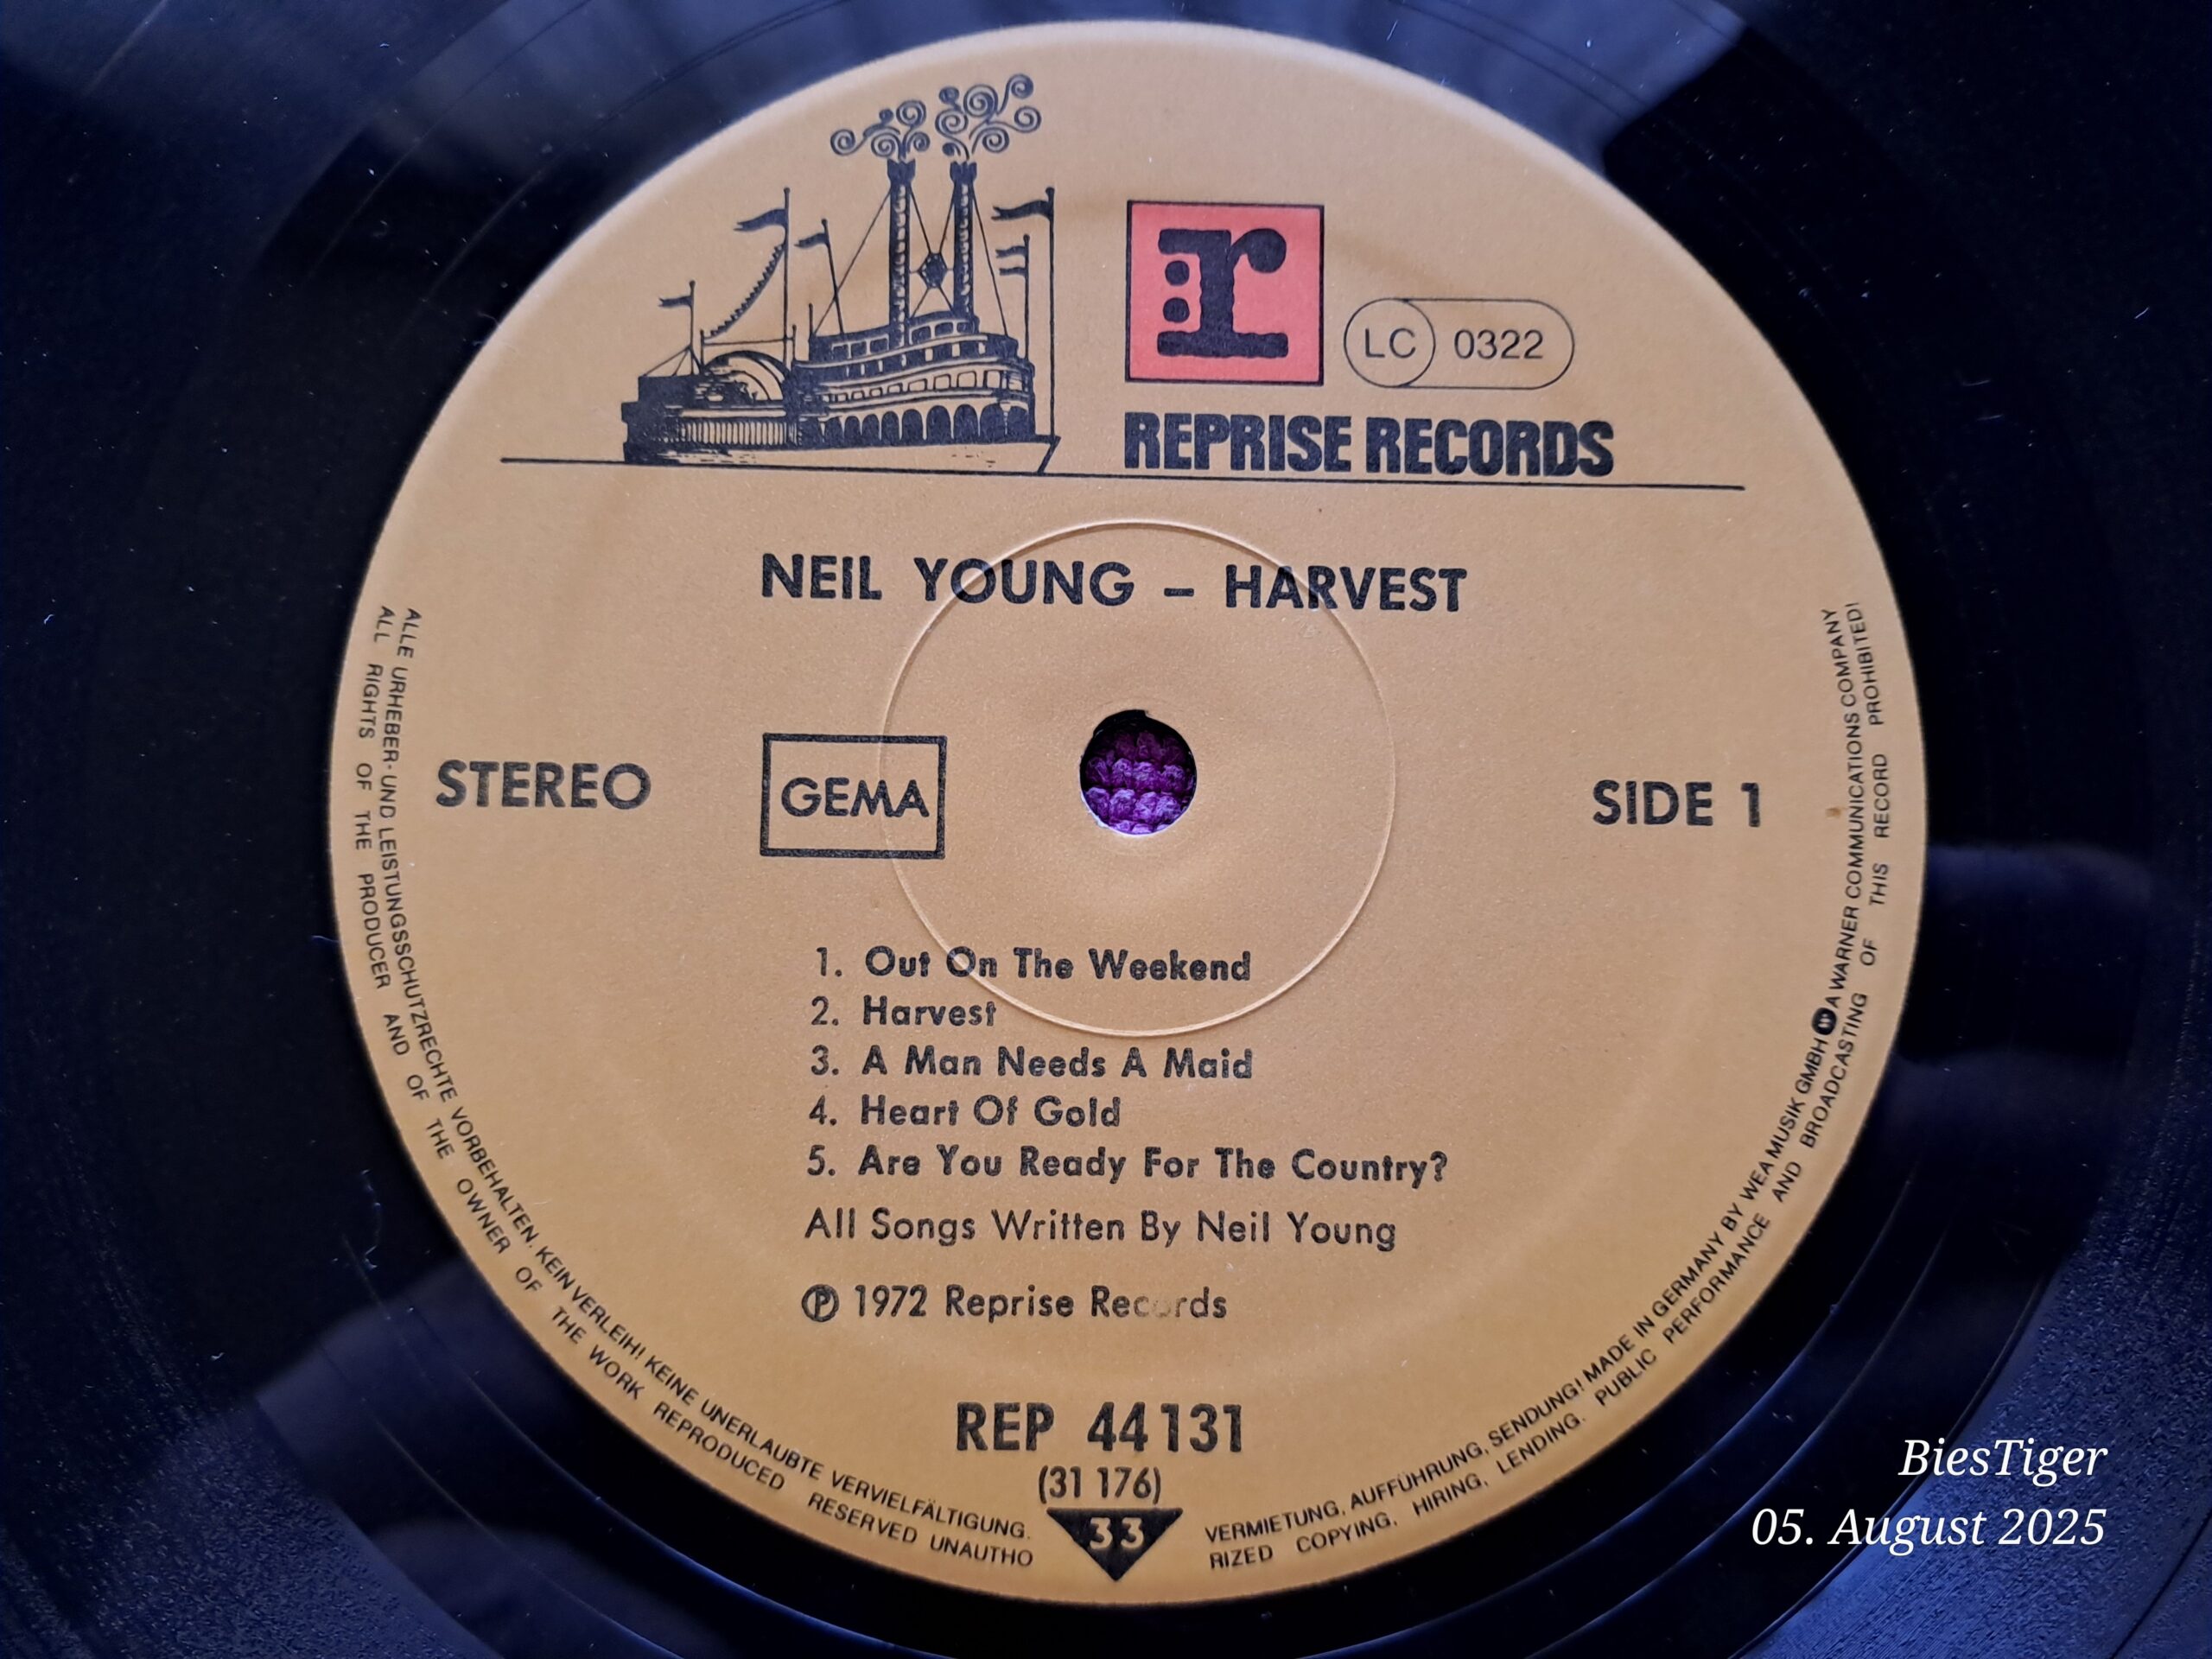 r
LC 0322
REPRISE RECORDS
NEIL YOUNG – HARVEST
STEREO
GEMA
SIDE 1
1. Out On The Weekend
2. Harvest
3. A Man Needs A Maid
4. Heart Of Gold
5. Are You Ready For The Country?
All Songs Written By Neil Young
Ⓟ 1972 Reprise Records
REP 44 131
(31 176)
33
ALLE URHEBER- UND LEISTUNGSSCHUTZRECHTE VORBEHALTEN. KEIN VERLEIH! KEINE UNERLAUBTE VERVIELFÄLTIGUNG. VERMIETUNG, AUFFÜHRUNG, SENDUNG! MADE IN GERMANY BY WEA MUSIK GMBH A WARNER COMMUNICATIONS COMPANY
ALL RIGHTS OF THE PRODUCER AND OF THE OWNER OF THE WORK REPRODUCED RESERVED UNAUTHO RIZED COPYING, HIRING, LENDING. PUBLIC PERFORMANCE AND BROADCASTING OF THIS RECORD PROHIBITED!
BiesTiger
05. August 2025